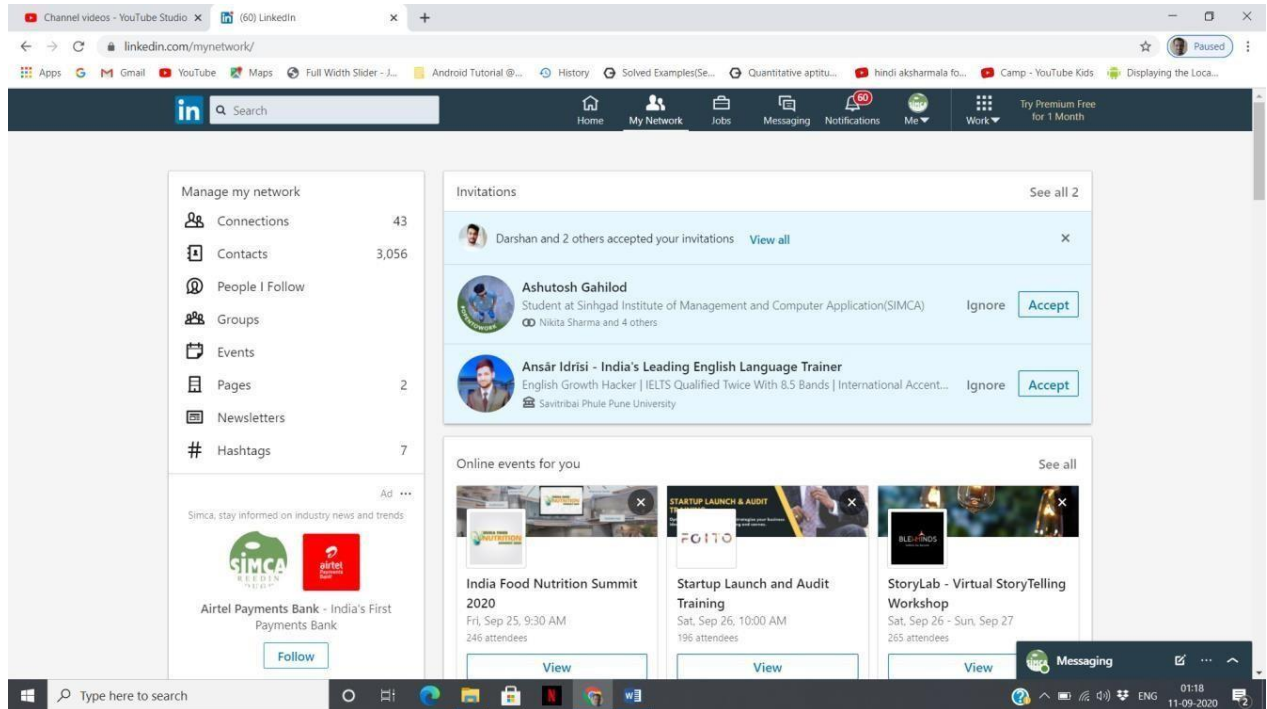 Channel videos - YouTube Studio
(60) LinkedIn
linkedin.com/mynetwork/
Paused
Apps
Gmail
YouTube
Maps
Full Width Slider - J...
Android Tutorial @...
History
Solved Examples(Se...
Quantitative aptitu...
hindi aksharmala fo...
Camp - YouTube Kids
Displaying the Loca...
in
Search
Home
My Network
Jobs
Messaging
60
Notifications
Me
Work
Try Premium Free
for 1 Month
Manage my network
Connections 43
Contacts 3,056
People I Follow
Groups
Events
Pages 2
Newsletters
Hashtags 7
Ad
Simca, stay informed on industry news and trends
SIMCA
airtel
Payments
Bank
Airtel Payments Bank - India's First
Payments Bank
Follow
Invitations See all 2
Darshan and 2 others accepted your invitations View all
Ashutosh Gahilod
Student at Sinhgad Institute of Management and Computer Application(SIMCA)
Nikita Sharma and 4 others
Ignore Accept
#OPENTOWORK
Ansār Idrīsi - India's Leading English Language Trainer
English Growth Hacker | IELTS Qualified Twice With 8.5 Bands | International Accent...
Savitribai Phule Pune University
Ignore Accept
Online events for you See all
India Food Nutrition Summit
2020
Fri, Sep 25, 9:30 AM
246 attendees
View
STARTUP LAUNCH & AUDIT
Startup Launch and Audit
Training
Sat, Sep 26, 10:00 AM
196 attendees
View
StoryLab - Virtual StoryTelling
Workshop
Sat, Sep 26 - Sun, Sep 27
265 attendees
View
Messaging
Type here to search
ENG
01:18
11-09-2020
2